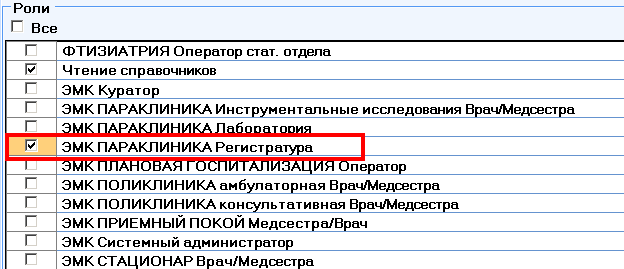 Роли
Все
ФТИЗИАТРИЯ Оператор стат. отдела
Чтение справочников
ЭМК Куратор
ЭМК ПАРАКЛИНИКА Инструментальные исследования Врач/Медсестра
ЭМК ПАРАКЛИНИКА Лаборатория
ЭМК ПАРАКЛИНИКА Регистратура
ЭМК ПЛАНОВАЯ ГОСПИТАЛИЗАЦИЯ Оператор
ЭМК ПОЛИКЛИНИКА амбулаторная Врач/Медсестра
ЭМК ПОЛИКЛИНИКА консультативная Врач/Медсестра
ЭМК ПРИЕМНЫЙ ПОКОЙ Медсестра/Врач
ЭМК Системный администратор
ЭМК СТАЦИОНАР Врач/Медсестра